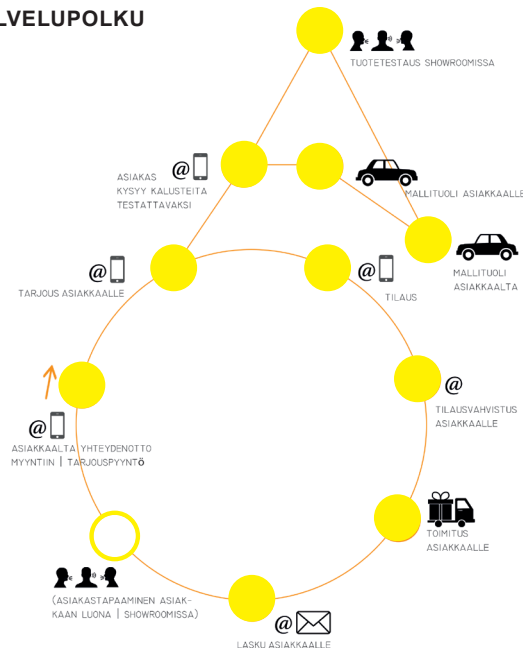 LVELUPOLKU
TUOTETESTAUS SHOWROOMISSA
@
ASIAKAS
KYSYY KALUSTEITA
TESTATTAVAKSI
MALLITUOLI ASIAKKAALLE
MALLITUOLI
ASIAKKAALTA
@
TARJOUS ASIAKKAALLE
@
TILAUS
@
TILAUSVAHVISTUS
ASIAKKAALLE
@
ASIAKKAALTA YHTEYDENOTTO
MYYNTIIN | TARJOUSPYYNTÖ
TOIMITUS
ASIAKKAALLE
(ASIAKASTAPAAMINEN ASIAK-
KAAN LUONA | SHOWROOMISSA)
@
LASKU ASIAKKAALLE